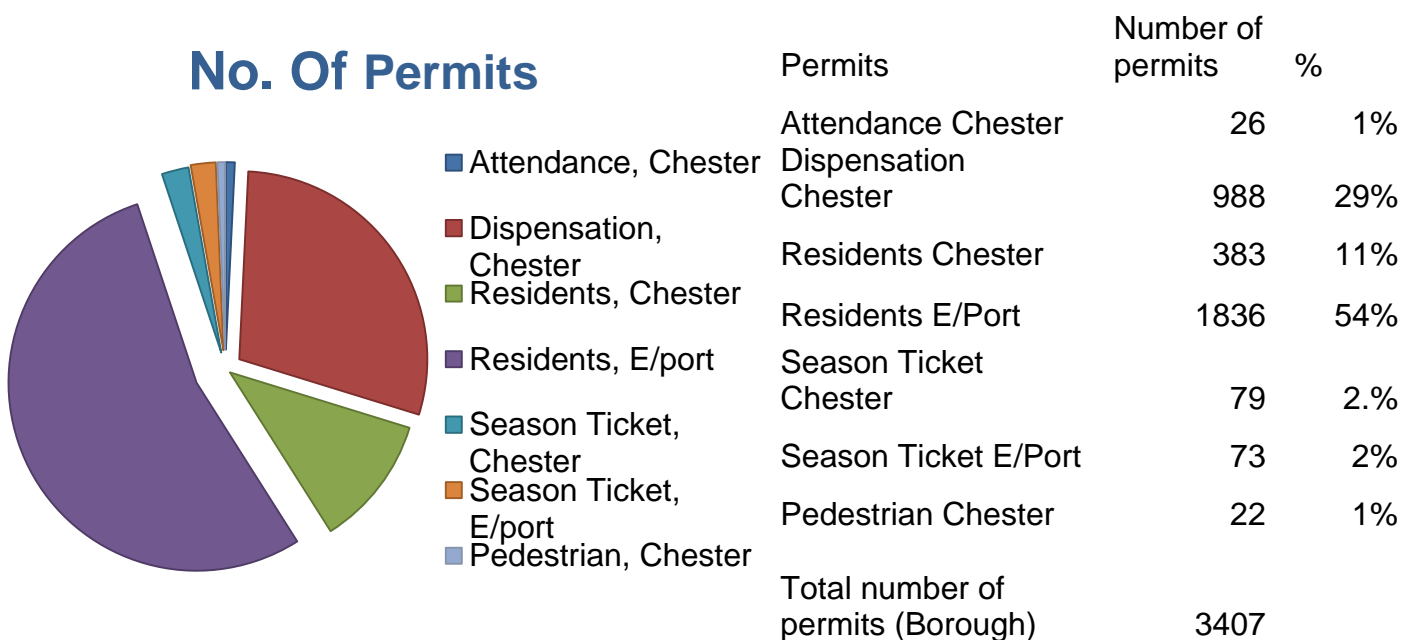 No. Of Permits
Attendance, Chester
Dispensation,
Chester
Residents, Chester
Residents, E/port
Season Ticket,
Chester
Season Ticket,
E/port
Pedestrian, Chester
Number of
Permits permits %
Attendance Chester 26 1%
Dispensation
Chester 988 29%
Residents Chester 383 11%
Residents E/Port 1836 54%
Season Ticket
Chester 79 2.%
Season Ticket E/Port 73 2%
Pedestrian Chester 22 1%
Total number of
permits (Borough) 3407